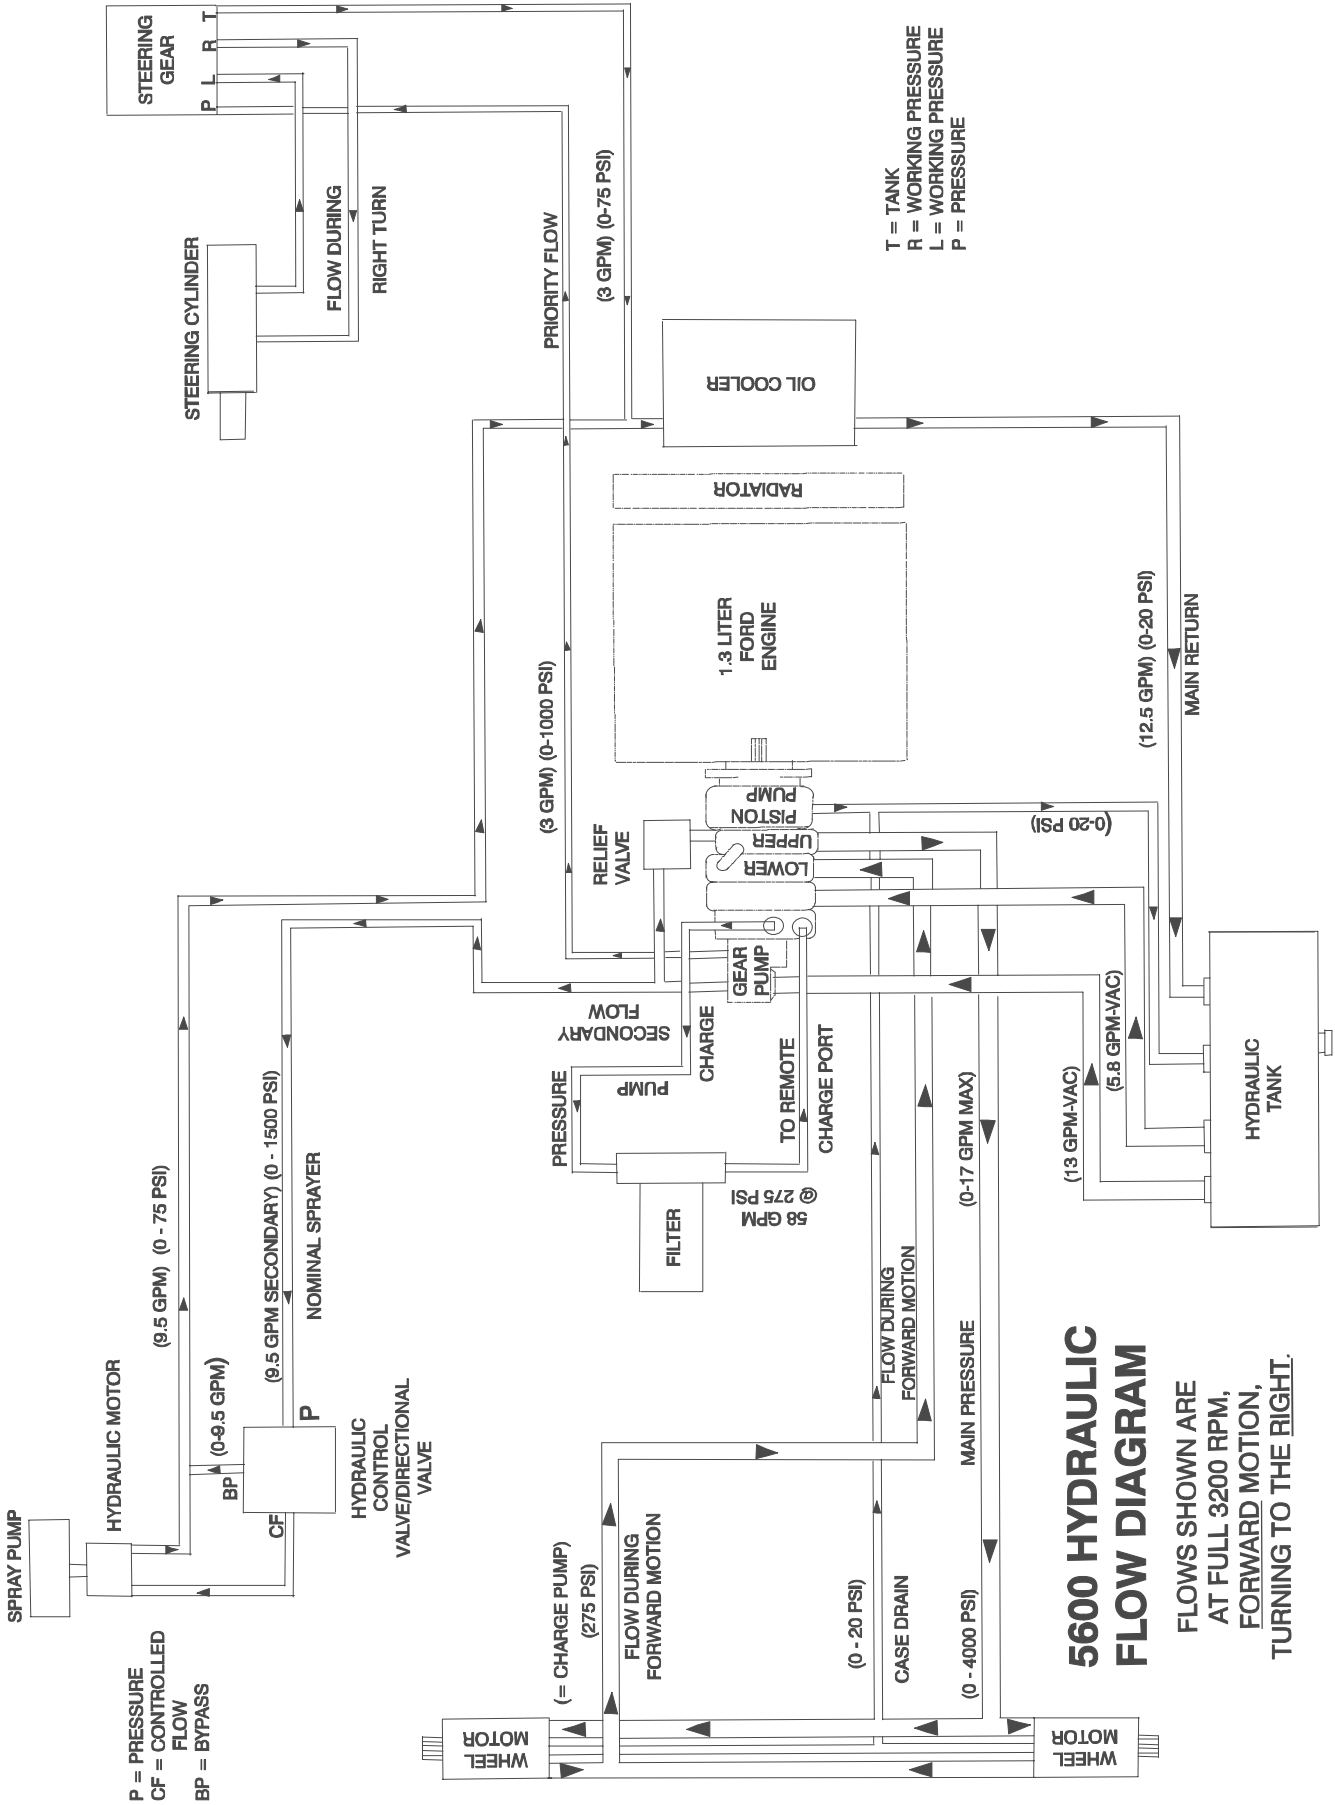 5600 HYDRAULIC
FLOW DIAGRAM
FLOWS SHOWN ARE
AT FULL 3200 RPM,
FORWARD MOTION,
TURNING TO THE RIGHT.
SPRAY PUMP
HYDRAULIC MOTOR
P = PRESSURE
CF = CONTROLLED
FLOW
BP = BYPASS
CF
BP
P
(0-9.5 GPM)
HYDRAULIC
CONTROL
VALVE/DIRECTIONAL
VALVE
(9.5 GPM) (0 - 75 PSI)
(9.5 GPM SECONDARY) (0 - 1500 PSI)
NOMINAL SPRAYER
STEERING CYLINDER
STEERING
GEAR
P L R T
FLOW DURING
RIGHT TURN
PRIORITY FLOW
(3 GPM) (0-75 PSI)
(3 GPM) (0-1000 PSI)
T = TANK
R = WORKING PRESSURE
L = WORKING PRESSURE
P = PRESSURE
OIL COOLER
RADIATOR
1.3 LITER
FORD
ENGINE
PISTON
PUMP
UPPER
LOWER
RELIEF
VALVE
GEAR
PUMP
SECONDARY
FLOW
CHARGE
PUMP
PRESSURE
TO REMOTE
CHARGE PORT
FILTER
58 GPM
@ 275 PSI
(12.5 GPM) (0-20 PSI)
MAIN RETURN
(0-20 PSI)
(5.8 GPM-VAC)
(13 GPM-VAC)
HYDRAULIC
TANK
(0-17 GPM MAX)
FLOW DURING
FORWARD MOTION
MAIN PRESSURE
(= CHARGE PUMP)
(275 PSI)
FLOW DURING
FORWARD MOTION
(0 - 20 PSI)
CASE DRAIN
(0 - 4000 PSI)
WHEEL
MOTOR
WHEEL
MOTOR